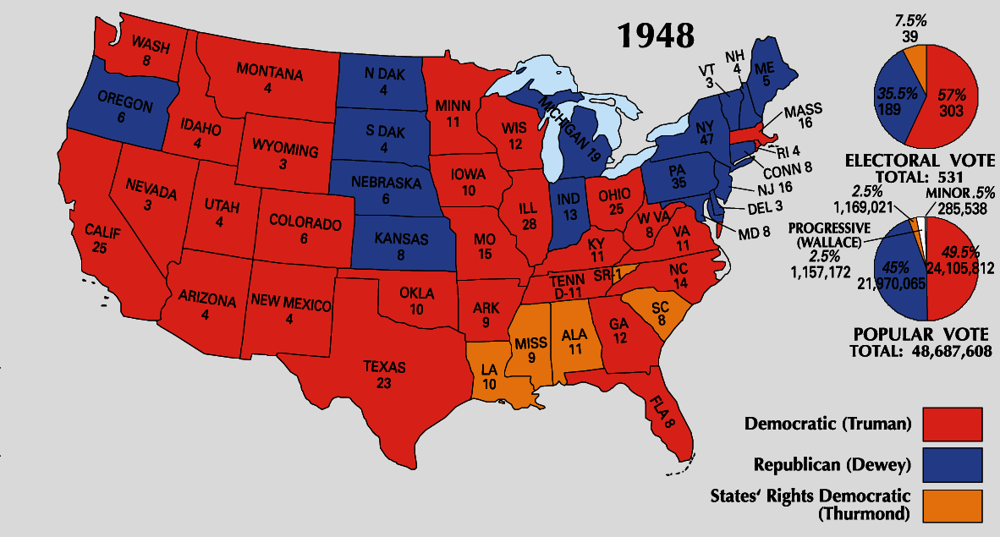 1948
WASH
8
OREGON
6
CALIF
25
NEVADA
3
IDAHO
4
MONTANA
4
WYOMING
3
UTAH
4
COLORADO
6
ARIZONA
4
NEW MEXICO
4
N DAK
4
S DAK
4
NEBRASKA
6
KANSAS
8
OKLA
10
TEXAS
23
MINN
11
IOWA
10
MO
15
ARK
9
LA
10
WIS
12
ILL
28
MICHIGAN 19
IND
13
OHIO
25
KY
11
TENN
D-11
SR-1
MISS
9
ALA
11
GA
12
FLA 8
SC
8
NC
14
VA
11
W VA
8
PA
35
NY
47
VT
3
NH
4
ME
5
MASS
16
RI 4
CONN 8
NJ 16
DEL 3
MD 8
7.5%
39
35.5%
189
57%
303
ELECTORAL VOTE
TOTAL: 531
2.5%
1,169,021
MINOR .5%
285,538
PROGRESSIVE
(WALLACE)
2.5%
1,157,172
45%
21,970,065
49.5%
24,105,812
POPULAR VOTE
TOTAL: 48,687,608
Democratic (Truman)
Republican (Dewey)
States‘ Rights Democratic
(Thurmond)